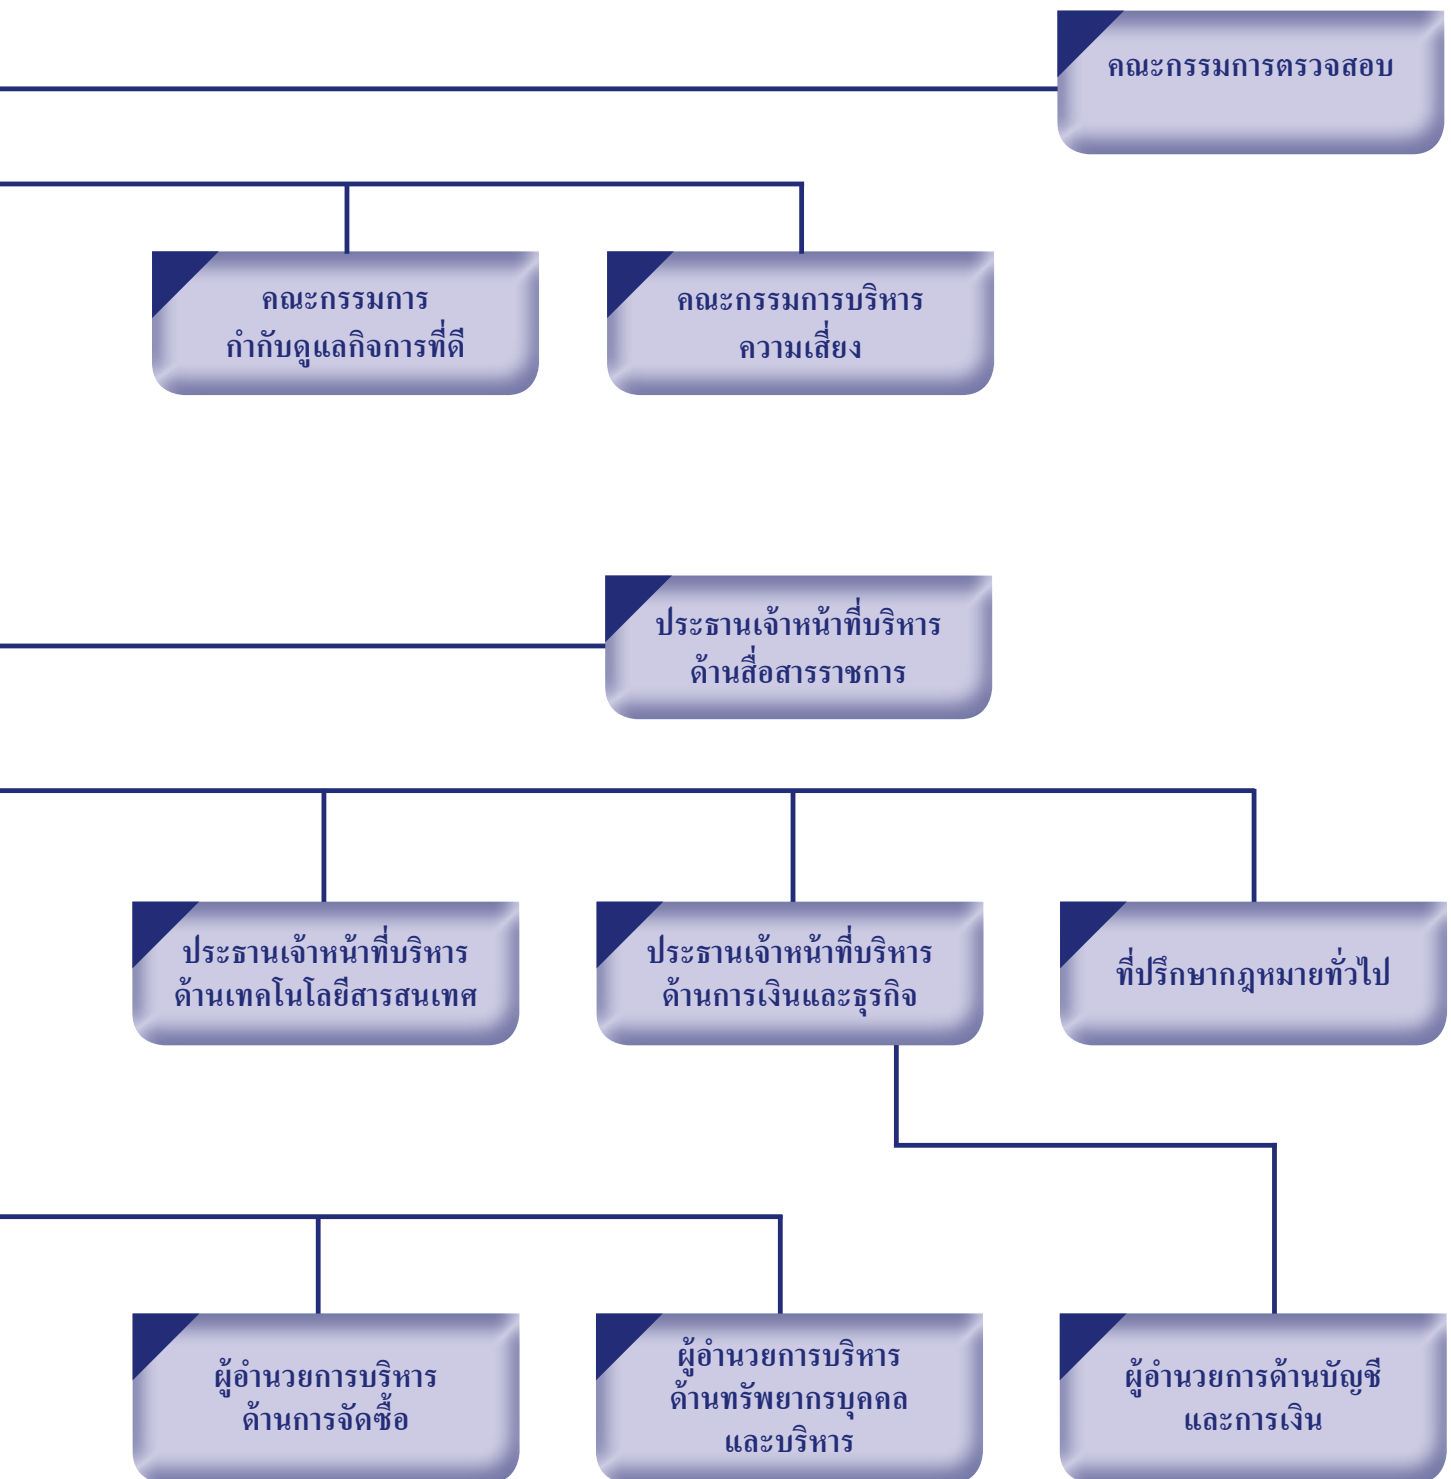 คณะกรรมการตรวจสอบ
คณะกรรมการ
กำกับดูแลกิจการที่ดี
คณะกรรมการบริหาร
ความเสี่ยง
ประธานเจ้าหน้าที่บริหาร
ด้านสื่อสารราชการ
ประธานเจ้าหน้าที่บริหาร
ด้านเทคโนโลยีสารสนเทศ
ประธานเจ้าหน้าที่บริหาร
ด้านการเงินและธุรกิจ
ที่ปรึกษากฎหมายทั่วไป
ผู้อำนวยการบริหาร
ด้านการจัดซื้อ
ผู้อำนวยการบริหาร
ด้านทรัพยากรบุคคล
และบริหาร
ผู้อำนวยการด้านบัญชี
และการเงิน